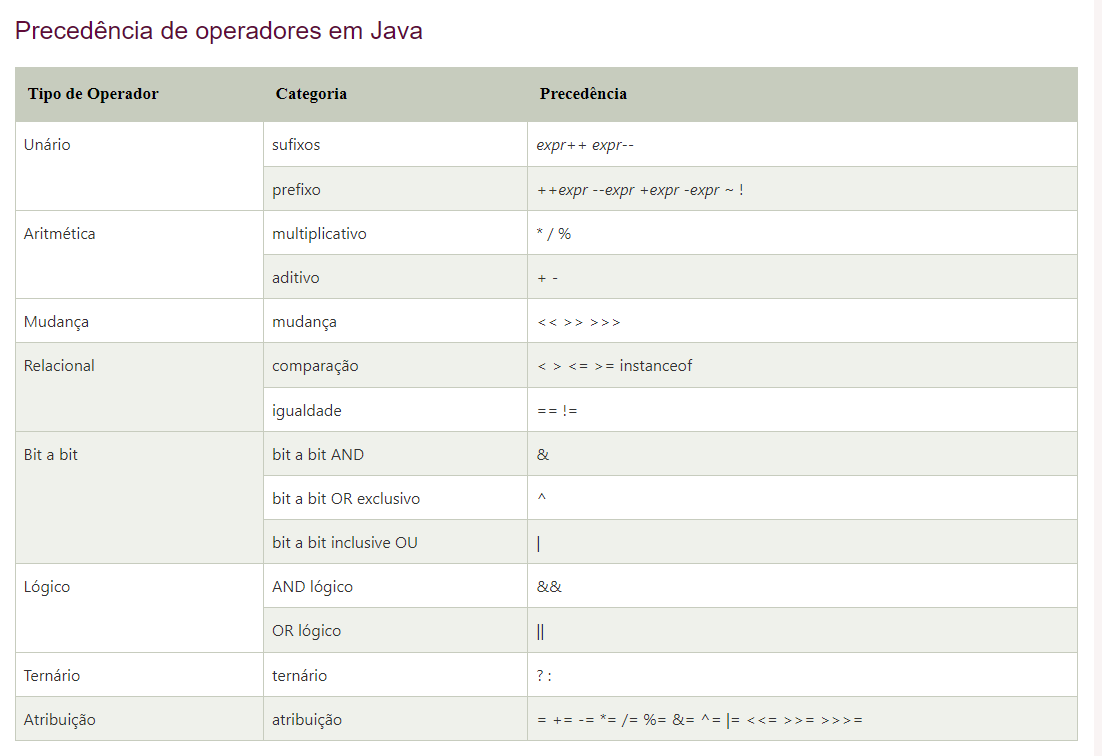 Precedência de operadores em Java
Tipo de Operador Categoria Precedência
Unário sufixos expr++ expr--
prefixo ++expr --expr +expr -expr ~ !
Aritmética multiplicativo * / %
aditivo + -
Mudança mudança << >> >>>
Relacional comparação < > <= >= instanceof
igualdade == !=
Bit a bit bit a bit AND &
bit a bit OR exclusivo ^
bit a bit inclusive OU |
Lógico AND lógico &&
OR lógico ||
Ternário ternário ? :
Atribuição atribuição = += -= *= /= %= &= ^= |= <<= >>= >>>=